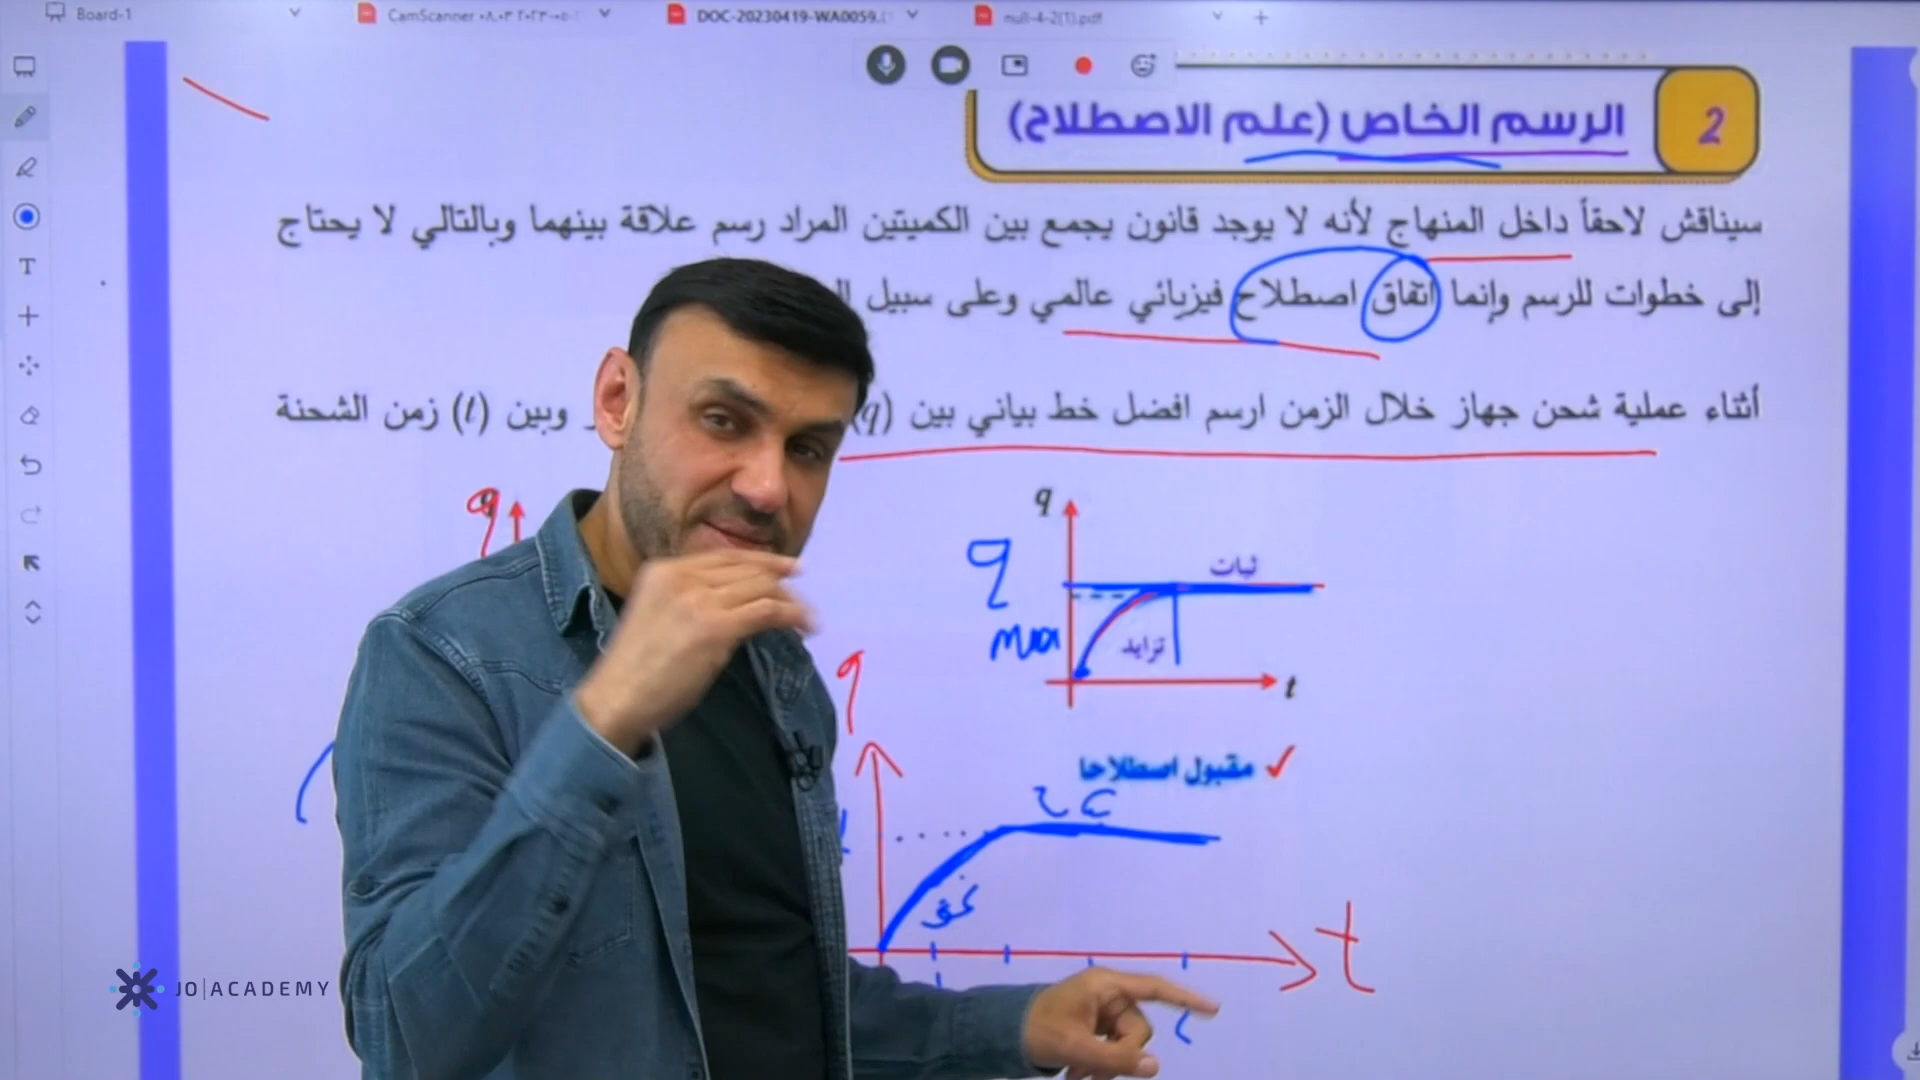 Board-1
CamScanner
DOC-20230419-WA0059.
null-4-2(1).pdf
2
الرسم الخاص (علم الاصطلاح)
سيناقش لاحقاً داخل المنهاج لأنه لا يوجد قانون يجمع بين الكميتين المراد رسم علاقة بينهما وبالتالي لا يحتاج
إلى خطوات للرسم وإنما اتفاق اصطلاح فيزيائي عالمي وعلى سبيل
أثناء عملية شحن جهاز خلال الزمن ارسم افضل خط بياني بين (q) وبين (t) زمن الشحنة
q
q
q
ثبات
max
تزايد
t
q
مقبول اصطلاحا ✓
t
JO|ACADEMY